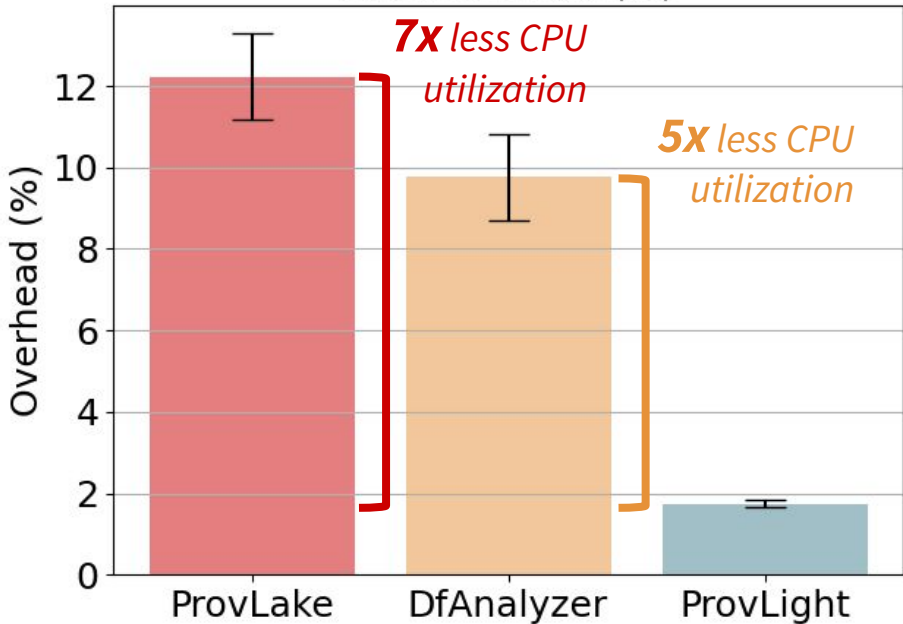 7x less CPU
utilization
5x less CPU
utilization
Overhead (%)
12
10
8
6
4
2
0
ProvLake DfAnalyzer ProvLight